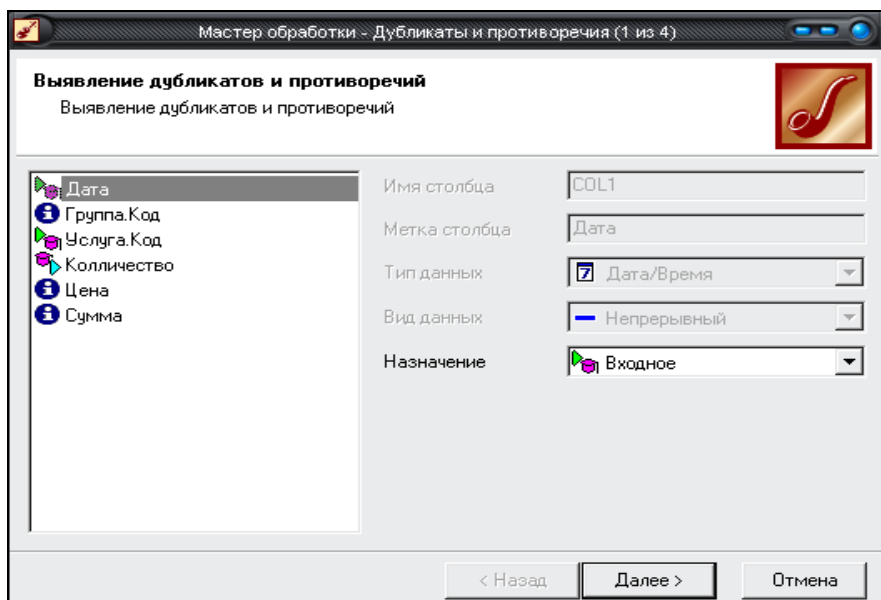 Мастер обработки - Дубликаты и противоречия (1 из 4)
Выявление дубликатов и противоречий
Выявление дубликатов и противоречий
Дата
Группа.Код
Услуга.Код
Колличество
Цена
Сумма
Имя столбца COL1
Метка столбца Дата
Тип данных 7 Дата/Время
Вид данных Непрерывный
Назначение Входное
< Назад Далее > Отмена